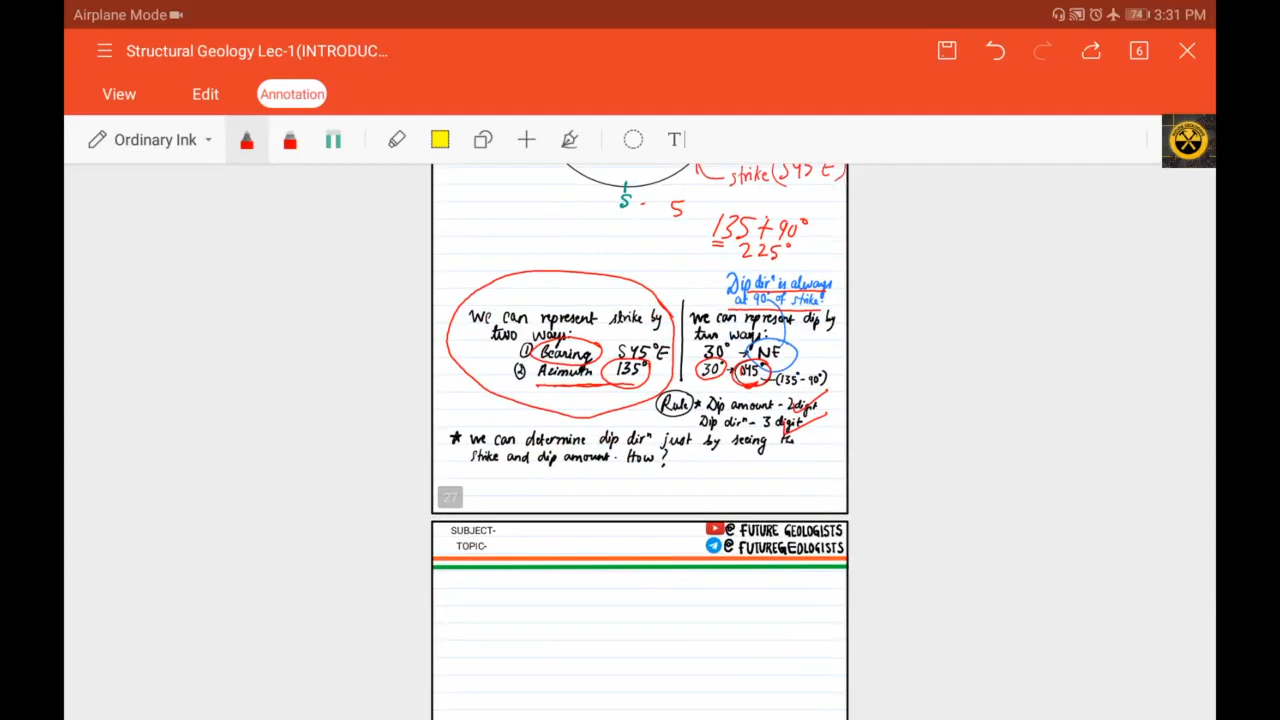 Airplane Mode
74 3:31 PM
Structural Geology Lec-1(INTRODUC...
6
View Edit Annotation
Ordinary Ink
T
strike (S45°E)
S - S
135+90°
225°
Dip dirⁿ is always
at 90° of strike!
We can represent strike by
two ways:
① Bearing S45°E
② Azimuth 135°
we can represent dip by
two ways:
30° → NE
30° → 045°
(135°-90°)
Rule * Dip amount - 2 digit
Dip dirⁿ - 3 digit
★ we can determine dip dirⁿ just by seeing the
strike and dip amount. How?
27
SUBJECT-
TOPIC-
@ FUTURE GEOLOGISTS
@ FUTUREGEOLOGISTS